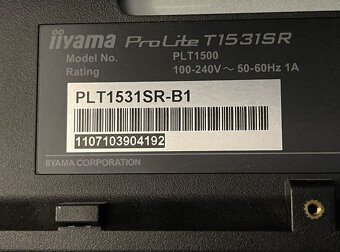 iiyama ProLite T1531SR
Model No. PLT1500
Rating 100-240V～ 50-60Hz 1A
PLT1531SR-B1
1107103904192
IIYAMA CORPORATION